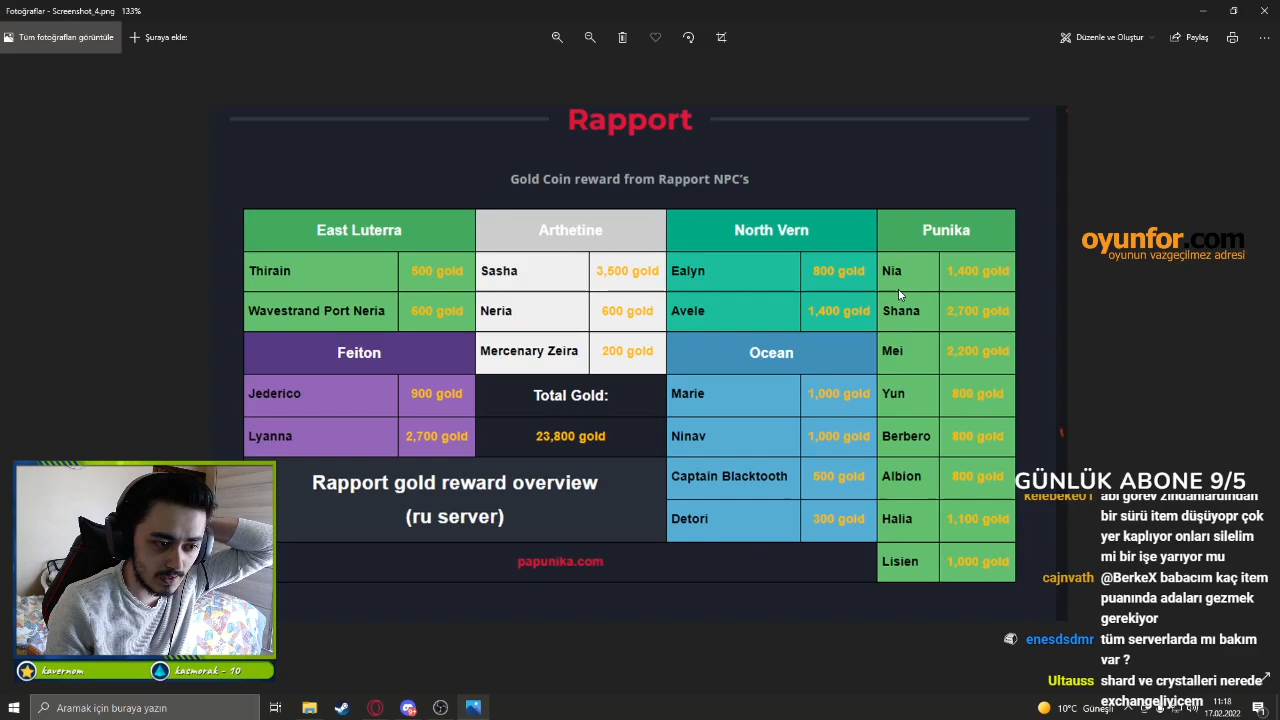 Fotoğraflar - Screenshot_4.png 133%
Tüm fotoğrafları görüntüle
Şuraya ekle:
Düzenle ve Oluştur
Paylaş
Rapport
Gold Coin reward from Rapport NPC's
East Luterra Arthetine North Vern Punika
Thirain 500 gold Sasha 3,500 gold Ealyn 800 gold Nia 1,400 gold
Wavestrand Port Neria 600 gold Neria 600 gold Avele 1,400 gold Shana 2,700 gold
Feiton Mercenary Zeira 200 gold Ocean Mei 2,200 gold
Jederico 900 gold Total Gold: Marie 1,000 gold Yun 800 gold
Lyanna 2,700 gold 23,800 gold Ninav 1,000 gold Berbero 800 gold
Rapport gold reward overview Captain Blacktooth 500 gold Albion 800 gold
(ru server) Detori 300 gold Halia 1,100 gold
papunika.com Lisien 1,000 gold
oyunfor.com
oyunun vazgeçilmez adresi
GÜNLÜK ABONE 9/5
kelebek01 abi görev zindanlarından
bir sürü item düşüyopr çok
yer kaplıyor onları silelim
mi bir işe yarıyor mu
cajnvath @BerkeX babacım kaç item
puanında adaları gezmek
gerekiyor
enesdsdmr tüm serverlarda mı bakım
var ?
Ultauss shard ve crystalleri nerede
exchangeliyicem
kavernom
kasmorak - 10
Aramak için buraya yazın
10°C Güneşli
11:18
17.02.2022